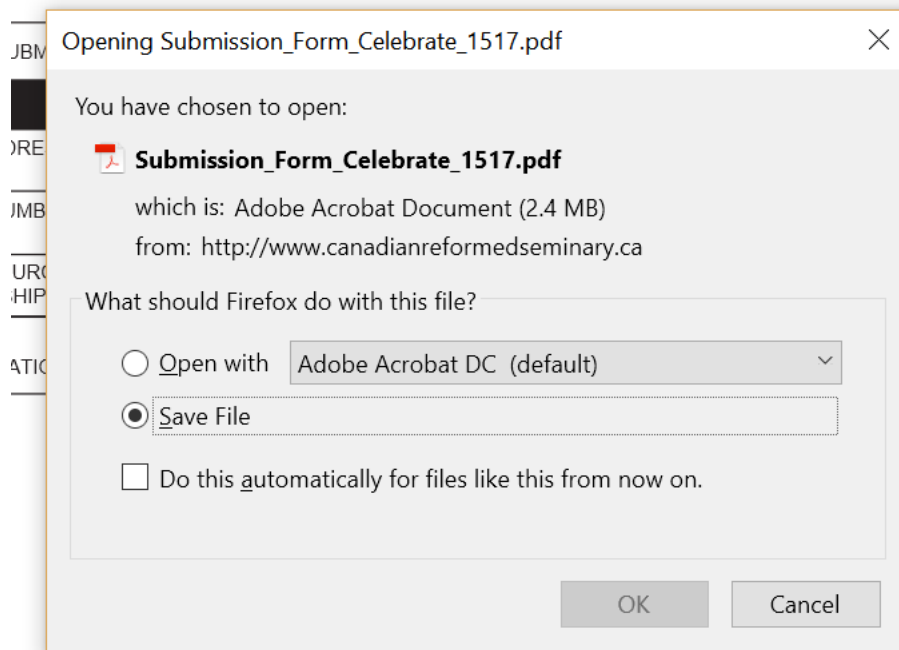 Opening Submission_Form_Celebrate_1517.pdf
You have chosen to open:
Submission_Form_Celebrate_1517.pdf
which is: Adobe Acrobat Document (2.4 MB)
from: http://www.canadianreformedseminary.ca
What should Firefox do with this file?
Open with Adobe Acrobat DC (default)
Save File
Do this automatically for files like this from now on.
OK Cancel